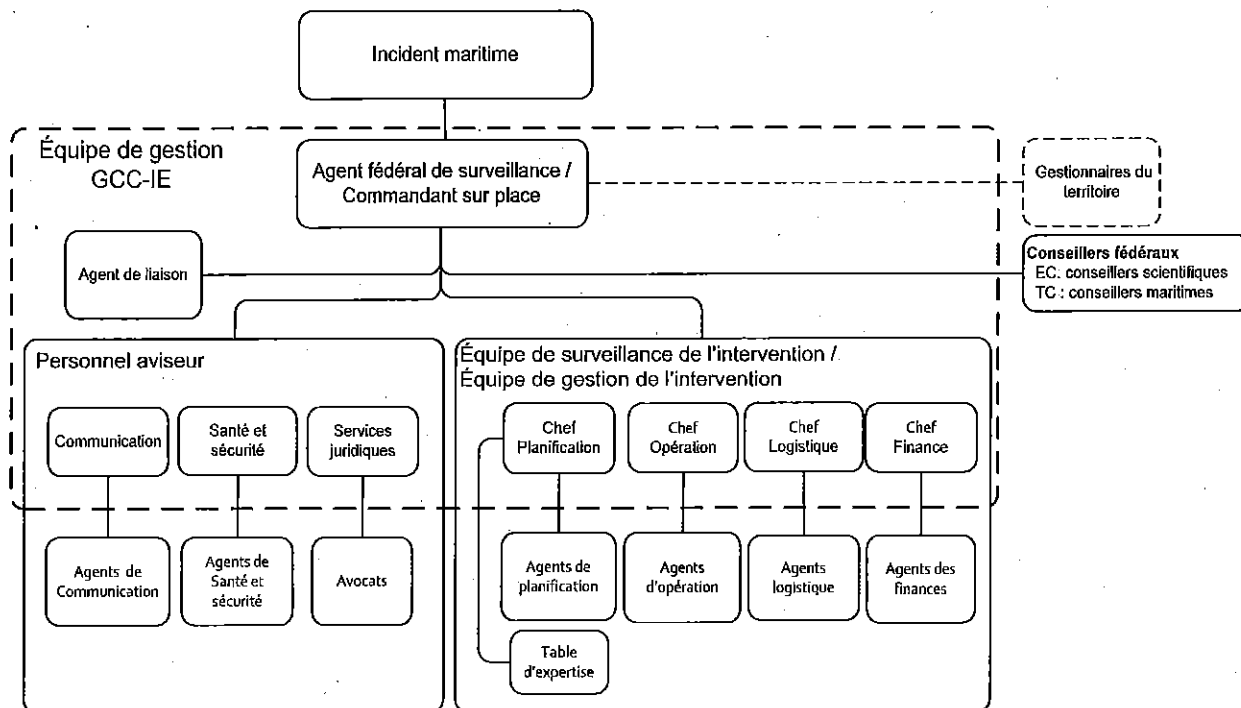 Incident maritime
Équipe de gestion
GCC-IE
Agent fédéral de surveillance /
Commandant sur place
Gestionnaires du
territoire
Agent de liaison
Conseillers fédéraux
EC: conseillers scientifiques
TC : conseillers maritimes
Personnel aviseur
Équipe de surveillance de l'intervention /
Équipe de gestion de l'intervention
Communication
Santé et
sécurité
Services
juridiques
Chef
Planification
Chef
Opération
Chef
Logistique
Chef
Finance
Agents de
Communication
Agents de
Santé et
sécurité
Avocats
Agents de
planification
Agents
d'opération
Agents
logistique
Agents des
finances
Table
d'expertise